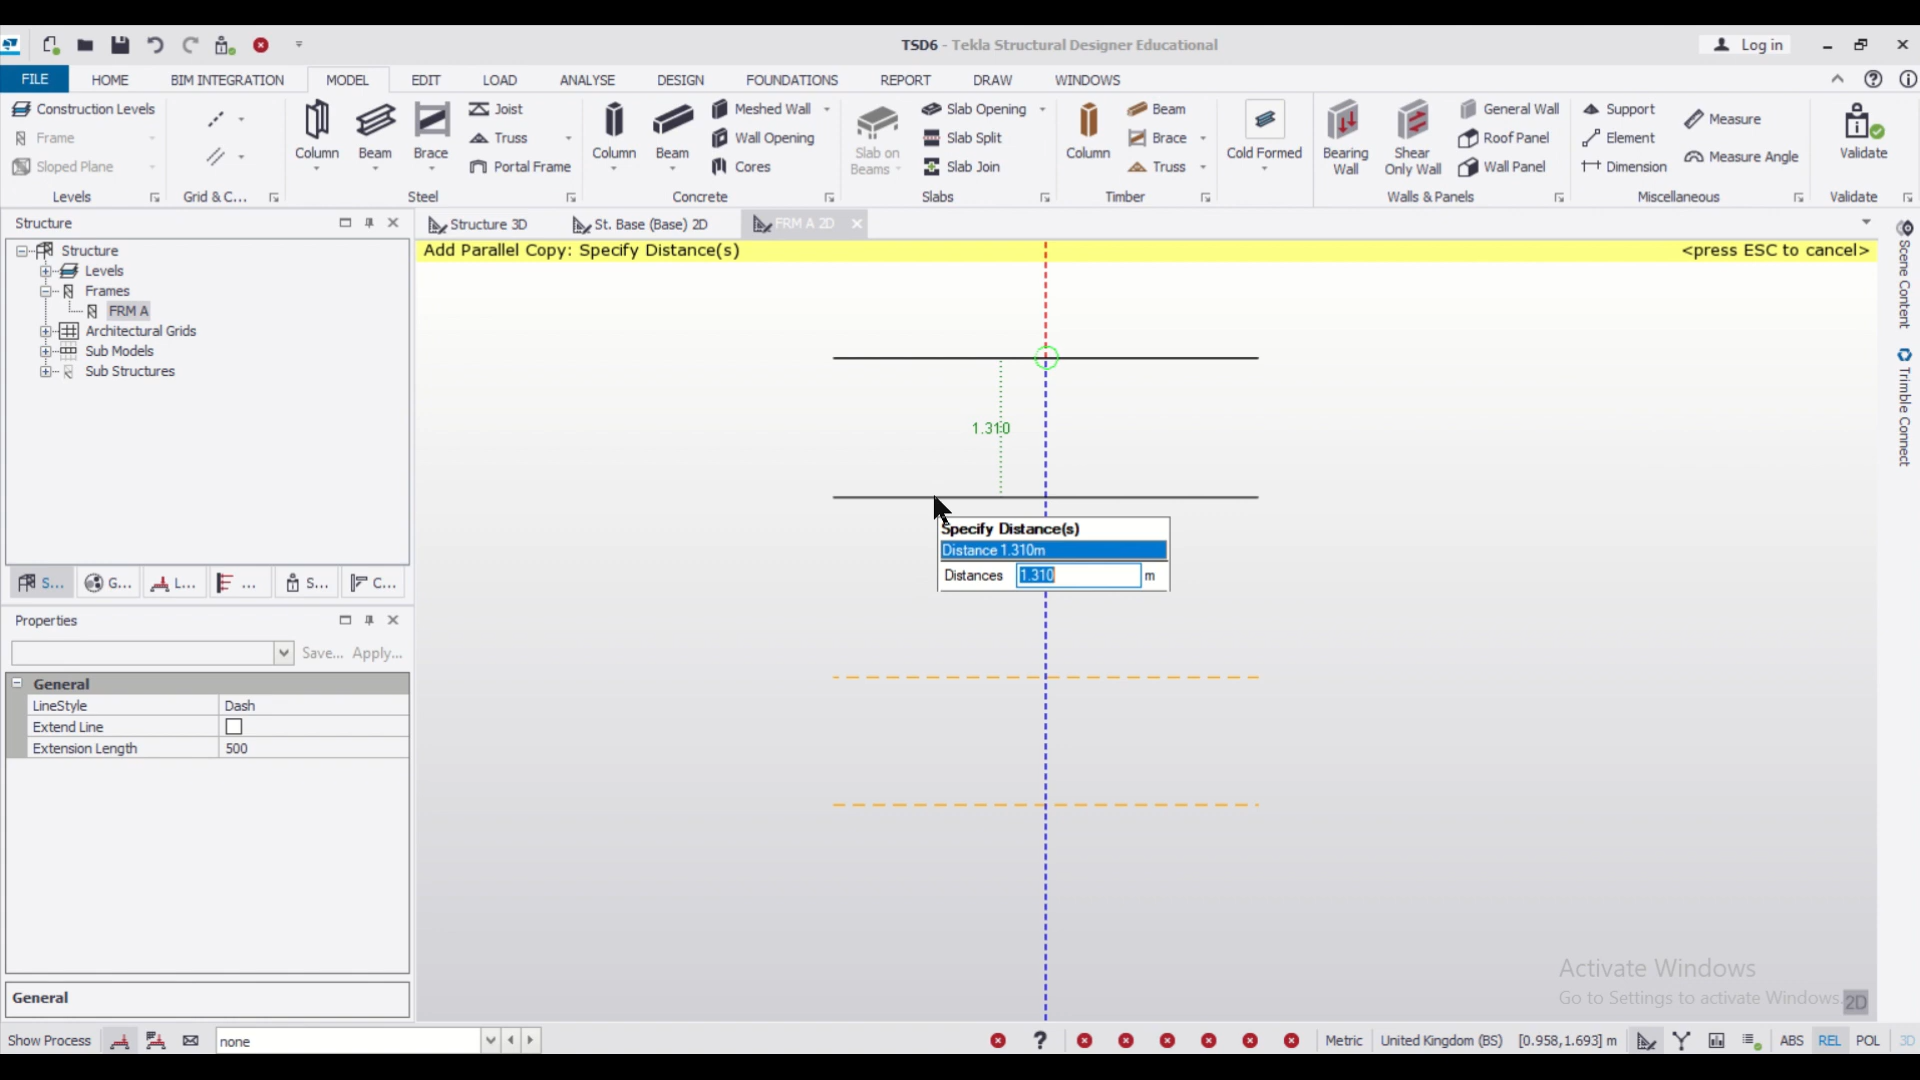 TSD6 - Tekla Structural Designer Educational
Log in
FILE HOME BIM INTEGRATION MODEL EDIT LOAD ANALYSE DESIGN FOUNDATIONS REPORT DRAW WINDOWS
Construction Levels
Frame
Sloped Plane
Levels
Grid & C...
Column
Beam
Brace
Joist
Truss
Portal Frame
Steel
Column
Beam
Meshed Wall
Wall Opening
Cores
Concrete
Slab on
Beams
Slab Opening
Slab Split
Slab Join
Slabs
Column
Beam
Brace
Truss
Timber
Cold Formed
Bearing
Wall
Shear
Only Wall
General Wall
Roof Panel
Wall Panel
Walls & Panels
Support
Element
Dimension
Measure
Measure Angle
Miscellaneous
Validate
Validate
Structure
Structure
Levels
Frames
FRM A
Architectural Grids
Sub Models
Sub Structures
S... G... L... ... S... C...
Properties
Save... Apply...
General
LineStyle Dash
Extend Line
Extension Length 500
General
Structure 3D
St. Base (Base) 2D
FRM A 2D
Add Parallel Copy: Specify Distance(s)
<press ESC to cancel>
1.310
Specify Distance(s)
Distance 1.310m
Distances 1.310 m
Scene Content
Trimble Connect
Activate Windows
Go to Settings to activate Windows.
2D
Show Process
none
Metric
United Kingdom (BS)
[0.958,1.693] m
ABS REL POL 3D